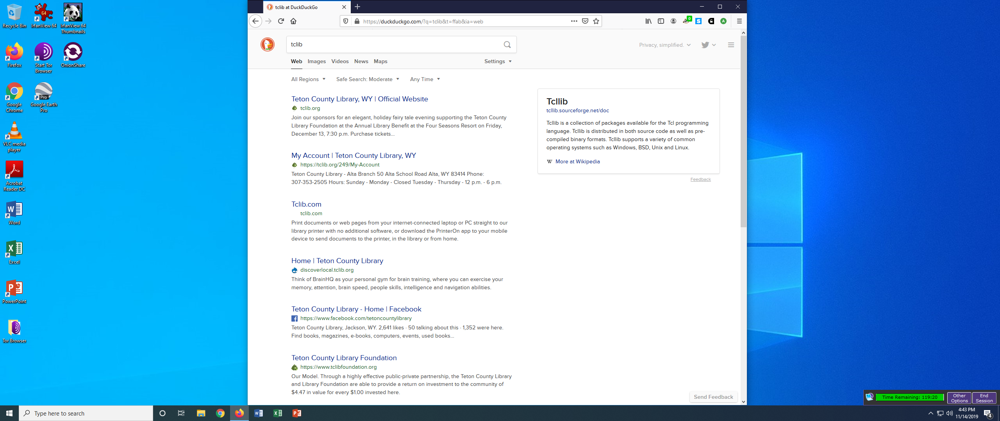 Recycle Bin
IrfanView 64
IrfanView 64
Thumbnails
64
Firefox
Start Tor
Browser
OnionShare
Google
Chrome
Pro
Google Earth
Pro
VLC media
player
Acrobat
Reader DC
Word
Excel
PowerPoint
Tor Browser
tclib at DuckDuckGo
https://duckduckgo.com/?q=tclib&t=ffab&ia=web
0
S
A
tclib
Privacy, simplified.
Web Images Videos News Maps Settings
All Regions Safe Search: Moderate Any Time
Teton County Library, WY | Official Website
tclib.org
Join our sponsors for an elegant, holiday fairy tale evening supporting the Teton County
Library Foundation at the Annual Library Benefit at the Four Seasons Resort on Friday,
December 13, 7:30 p.m. Purchase tickets...
My Account | Teton County Library, WY
https://tclib.org/249/My-Account
Teton County Library - Alta Branch 50 Alta School Road Alta, WY 83414 Phone:
307-353-2505 Hours: Sunday - Monday - Closed Tuesday - Thursday - 12 p.m. - 6 p.m.
Tclib.com
tclib.com
Print documents or web pages from your internet-connected laptop or PC straight to our
library printer with no additional software, or download the PrinterOn app to your mobile
device to send documents to the printer, in the library or from home.
Home | Teton County Library
discoverlocal.tclib.org
Think of BrainHQ as your personal gym for brain training, where you can exercise your
memory, attention, brain speed, people skills, intelligence and navigation abilities.
Teton County Library - Home | Facebook
https://www.facebook.com/tetoncountylibrary
Teton County Library, Jackson, WY. 2,641 likes · 50 talking about this · 1,352 were here.
Find books, magazines, e-books, computers, events, used books...
Teton County Library Foundation
https://www.tclibfoundation.org
Our Model. Through a highly effective public-private partnership, the Teton County Library
and Library Foundation are able to provide a return on investment to the community of
$4.47 in value for every $1.00 invested here.
Tcllib
tcllib.sourceforge.net/doc
Tcllib is a collection of packages available for the Tcl programming
language. Tcllib is distributed in both source code as well as pre-
compiled binary formats. Tcllib supports a variety of common
operating systems such as Windows, BSD, Unix and Linux.
W More at Wikipedia
Feedback
Send Feedback
Time Remaining: 119:20
Other
Options
End
Session
Type here to search
4:43 PM
11/14/2019
4